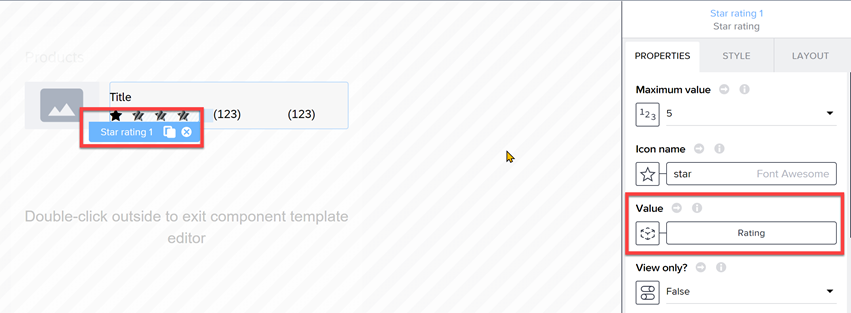 Products
Title
(123) (123)
Star rating 1
Double-click outside to exit component template
editor
Star rating 1
Star rating
PROPERTIES STYLE LAYOUT
Maximum value
123 5
Icon name
star Font Awesome
Value
Rating
View only?
False